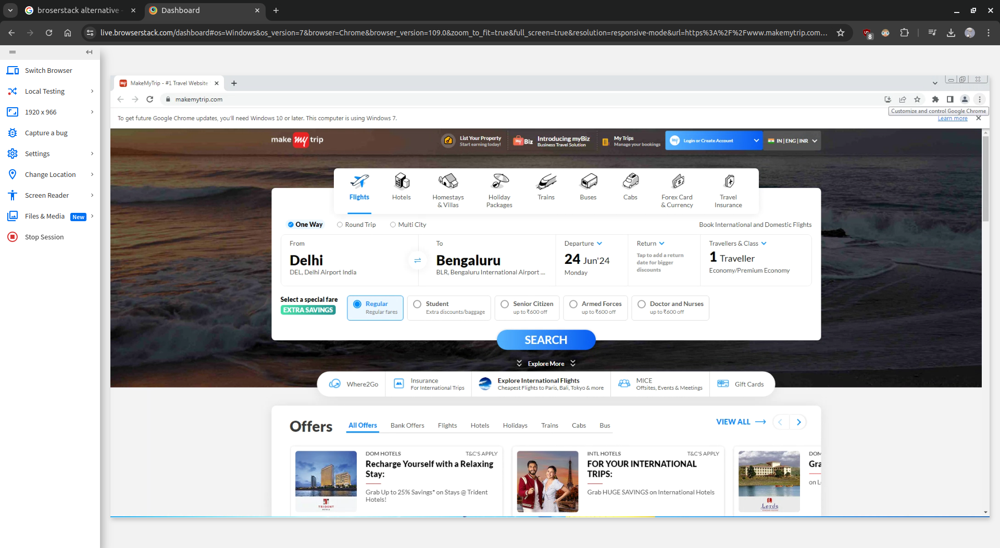 broserstack alternative
Dashboard
live.browserstack.com/dashboard#os=Windows&os_version=7&browser=Chrome&browser_version=109.0&zoom_to_fit=true&full_screen=true&resolution=responsive-mode&url=https%3A%2F%2Fwww.makemytrip.com...
8
Switch Browser
Local Testing
1920 x 966
Capture a bug
Settings
Change Location
Screen Reader
Files & Media New
Stop Session
MakeMyTrip - #1 Travel Website
makemytrip.com
Customize and control Google Chrome
To get future Google Chrome updates, you'll need Windows 10 or later. This computer is using Windows 7.
Learn more
make my trip
List Your Property
Start earning today!
my Biz
Introducing myBiz
Business Travel Solution
My Trips
Manage your bookings
my
Login or Create Account
IN | ENG | INR
Flights
Hotels
Homestays
& Villas
Holiday
Packages
Trains
Buses
Cabs
Forex Card
& Currency
Travel
Insurance
One Way
Round Trip
Multi City
Book International and Domestic Flights
From
Delhi
DEL, Delhi Airport India
To
Bengaluru
BLR, Bengaluru International Airport ...
Departure
24 Jun'24
Monday
Return
Tap to add a return
date for bigger
discounts
Travellers & Class
1 Traveller
Economy/Premium Economy
Select a special fare
EXTRA SAVINGS
Regular
Regular fares
Student
Extra discounts/baggage
Senior Citizen
up to ₹600 off
Armed Forces
up to ₹600 off
Doctor and Nurses
up to ₹600 off
SEARCH
Explore More
Where2Go
Insurance
For International Trips
Explore International Flights
Cheapest Flights to Paris, Bali, Tokyo & more
MICE
Offsites, Events & Meetings
Gift Cards
Offers
All Offers
Bank Offers
Flights
Hotels
Holidays
Trains
Cabs
Bus
VIEW ALL
DOM HOTELS
T&C'S APPLY
Recharge Yourself with a Relaxing
Stay:
Grab Up to 25% Savings* on Stays @ Trident
Hotels!
TRIDENT
HOTELS
INTL HOTELS
T&C'S APPLY
FOR YOUR INTERNATIONAL
TRIPS:
Grab HUGE SAVINGS on International Hotels
Lords
DOM
Gra
on L